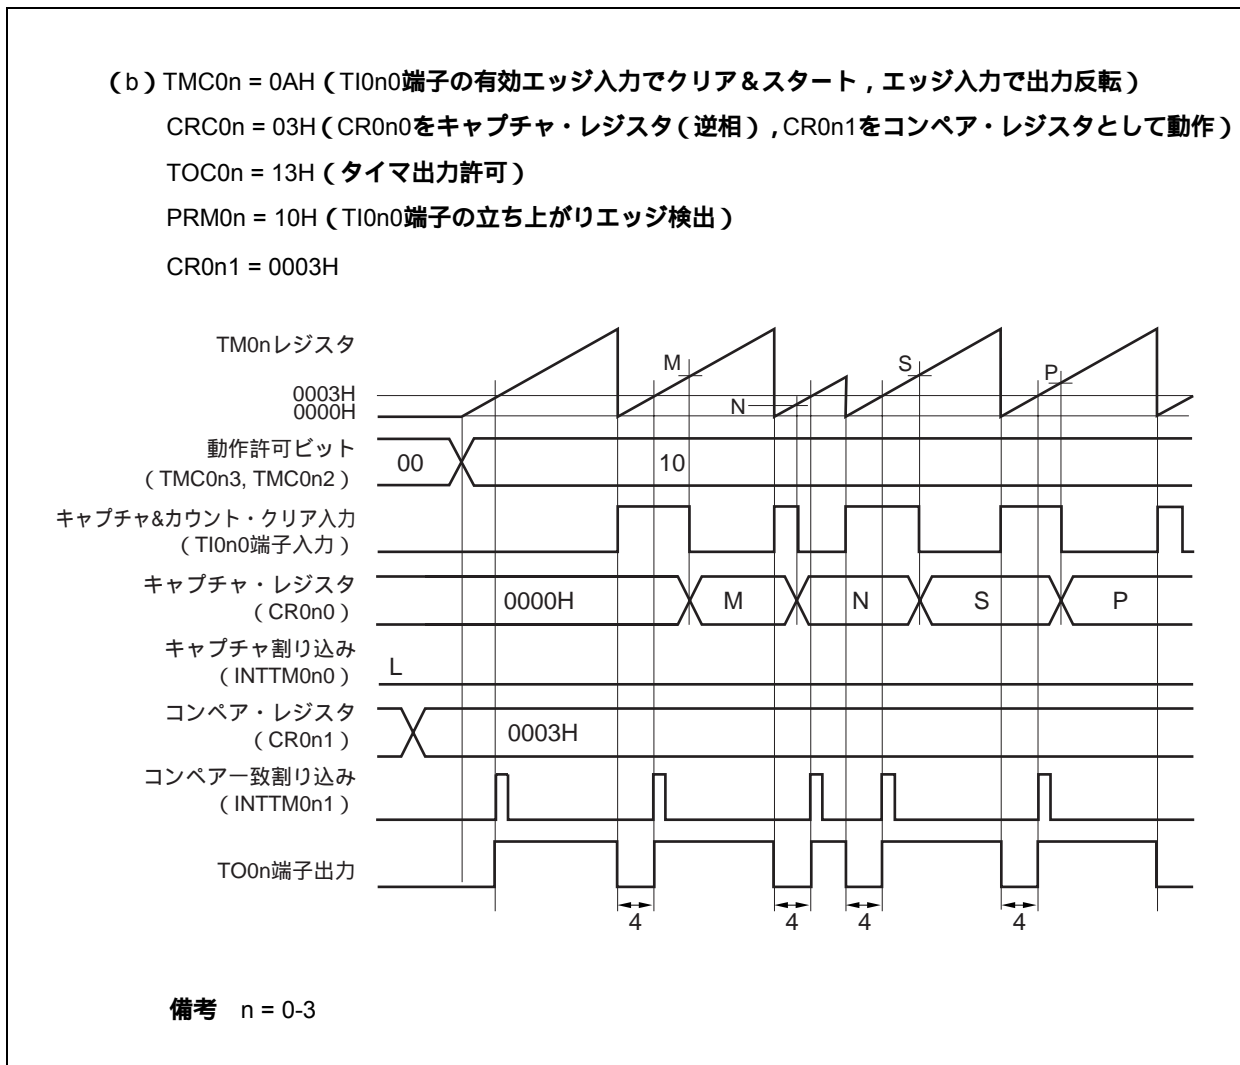 （b）TMC0n = 0AH（TI0n0端子の有効エッジ入力でクリア＆スタート，エッジ入力で出力反転）
CRC0n = 03H（CR0n0をキャプチャ・レジスタ（逆相）,CR0n1をコンペア・レジスタとして動作）
TOC0n = 13H（タイマ出力許可）
PRM0n = 10H（TI0n0端子の立ち上がりエッジ検出）
CR0n1 = 0003H
TM0nレジスタ
M
S
P
N
0003H
0000H
動作許可ビット
（TMC0n3, TMC0n2）
00
10
キャプチャ&カウント・クリア入力
（TI0n0端子入力）
キャプチャ・レジスタ
（CR0n0）
0000H
M
N
S
P
キャプチャ割り込み
（INTTM0n0）
L
コンペア・レジスタ
（CR0n1）
0003H
コンペア一致割り込み
（INTTM0n1）
TO0n端子出力
4
4
4
4
備考 n = 0-3